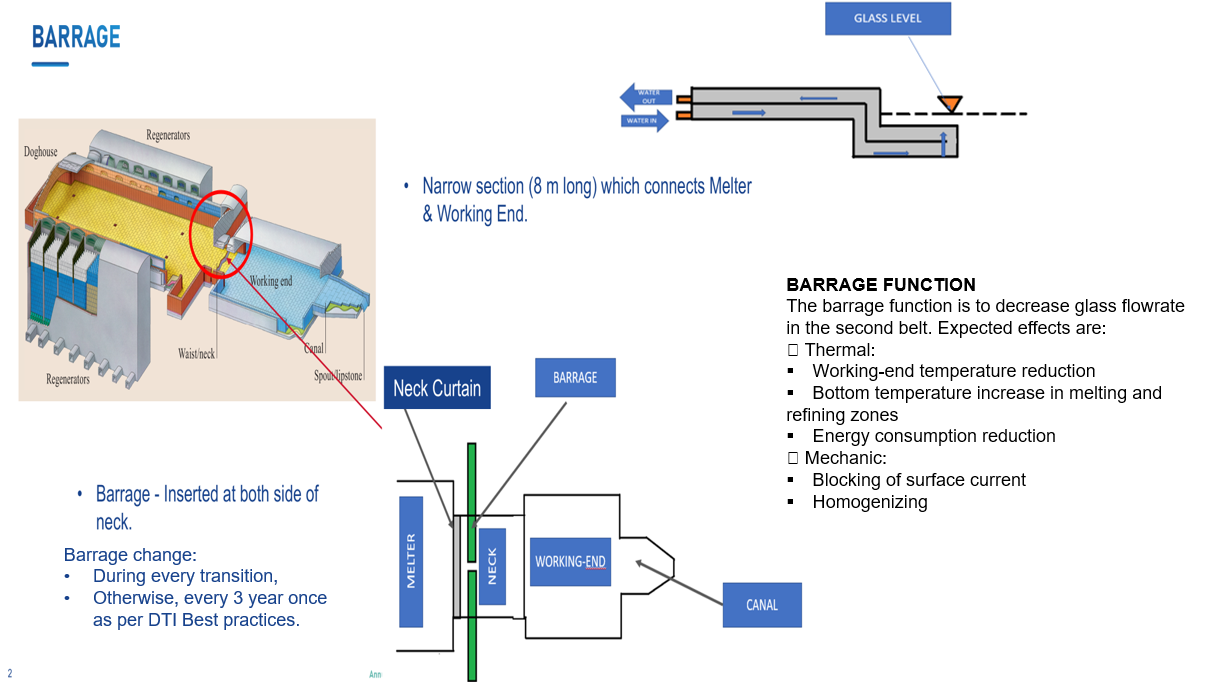 BARRAGE
GLASS LEVEL
WATER
OUT
WATER IN
Regenerators
Doghouse
Working end
Waist/neck
Canal
Spout/lipstone
Regenerators
• Narrow section (8 m long) which connects Melter
& Working End.
BARRAGE FUNCTION
The barrage function is to decrease glass flowrate
in the second belt. Expected effects are:
□ Thermal:
▪ Working-end temperature reduction
▪ Bottom temperature increase in melting and
refining zones
▪ Energy consumption reduction
□ Mechanic:
▪ Blocking of surface current
▪ Homogenizing
Neck Curtain
BARRAGE
MELTER
NECK
WORKING-END
CANAL
• Barrage - Inserted at both side of
neck.
Barrage change:
• During every transition,
• Otherwise, every 3 year once
as per DTI Best practices.
2
Ann